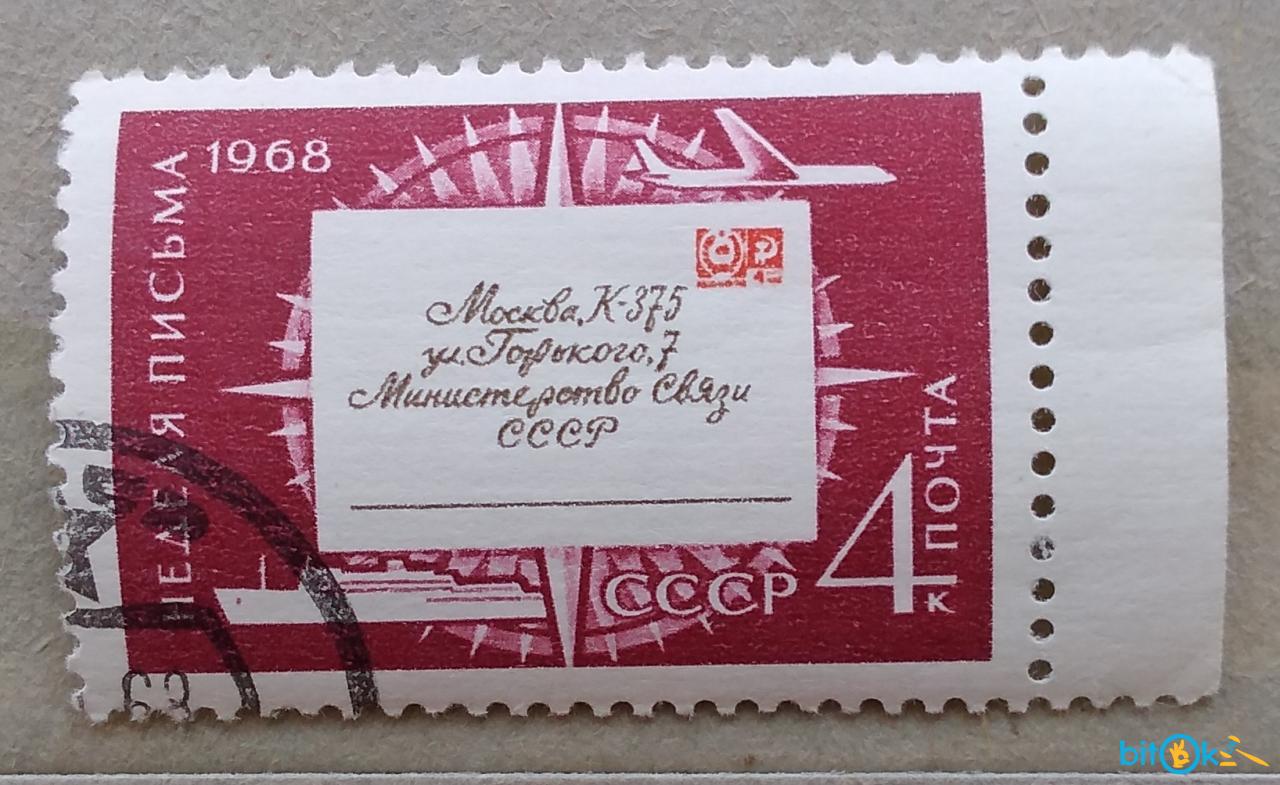 1968
НЕДЕЛЯ ПИСЬМА
Москва, К-375
ул. Горького, 7
Министерство Связи
СССР
СССР
4 к
ПОЧТА
bitOk